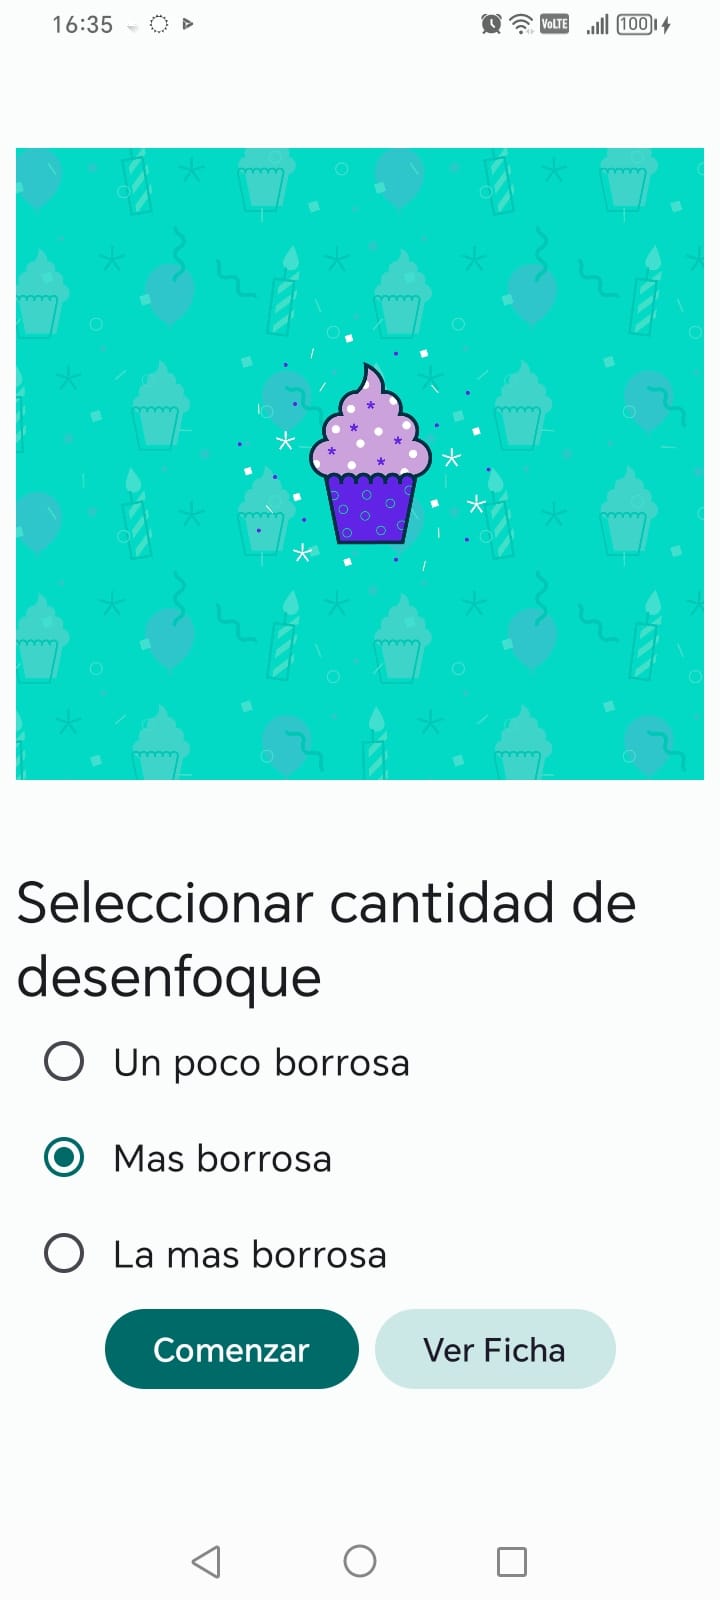 16:35 VoLTE 100
Seleccionar cantidad de
desenfoque
Un poco borrosa
Mas borrosa
La mas borrosa
Comenzar Ver Ficha